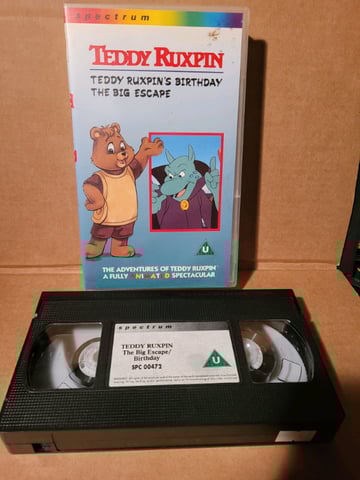 spectrum
TEDDY RUXPIN
TEDDY RUXPIN'S BIRTHDAY
THE BIG ESCAPE
U
THE ADVENTURES OF TEDDY RUXPIN
A FULLY ANIMATED SPECTACULAR
spectrum
TEDDY RUXPIN
The Big Escape/
Birthday
SPC 00472
U